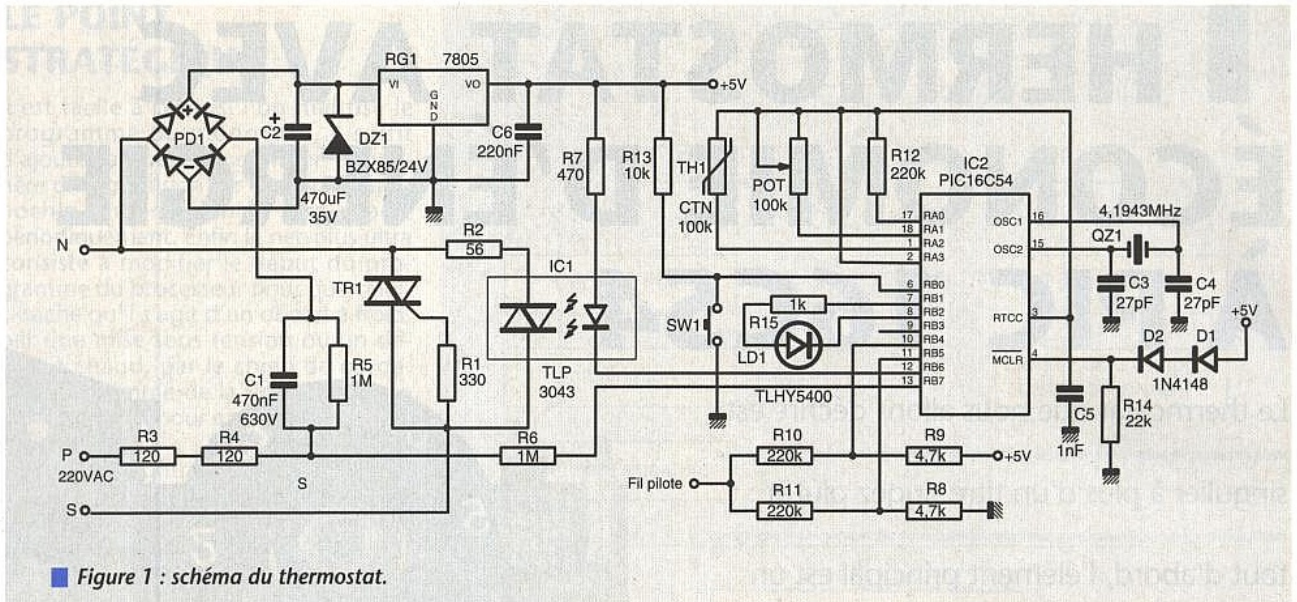 RG1 7805
VI VO
GND
+5V
PD1
C2
+
470uF
35V
DZ1
BZX85/24V
C6
220nF
R7
470
R13
10k
TH1
CTN
100k
POT
100k
R12
220k
IC2
PIC16C54
17 RA0
18 RA1
1 RA2
2 RA3
6 RB0
7 RB1
8 RB2
9 RB3
10 RB4
11 RB5
12 RB6
13 RB7
OSC1 16
OSC2 15
RTCC 3
MCLR 4
4,1943MHz
QZ1
C3
27pF
C4
27pF
+5V
D2 D1
1N4148
R14
22k
C5
1nF
N
R2
56
IC1
TR1
TLP
3043
R1
330
C1
470nF
630V
R5
1M
SW1
1k
R15
LD1
TLHY5400
P
220VAC
R3
120
R4
120
S
R6
1M
S
Fil pilote
R10
220k
R9
4,7k
+5V
R11
220k
R8
4,7k
Figure 1 : schéma du thermostat.